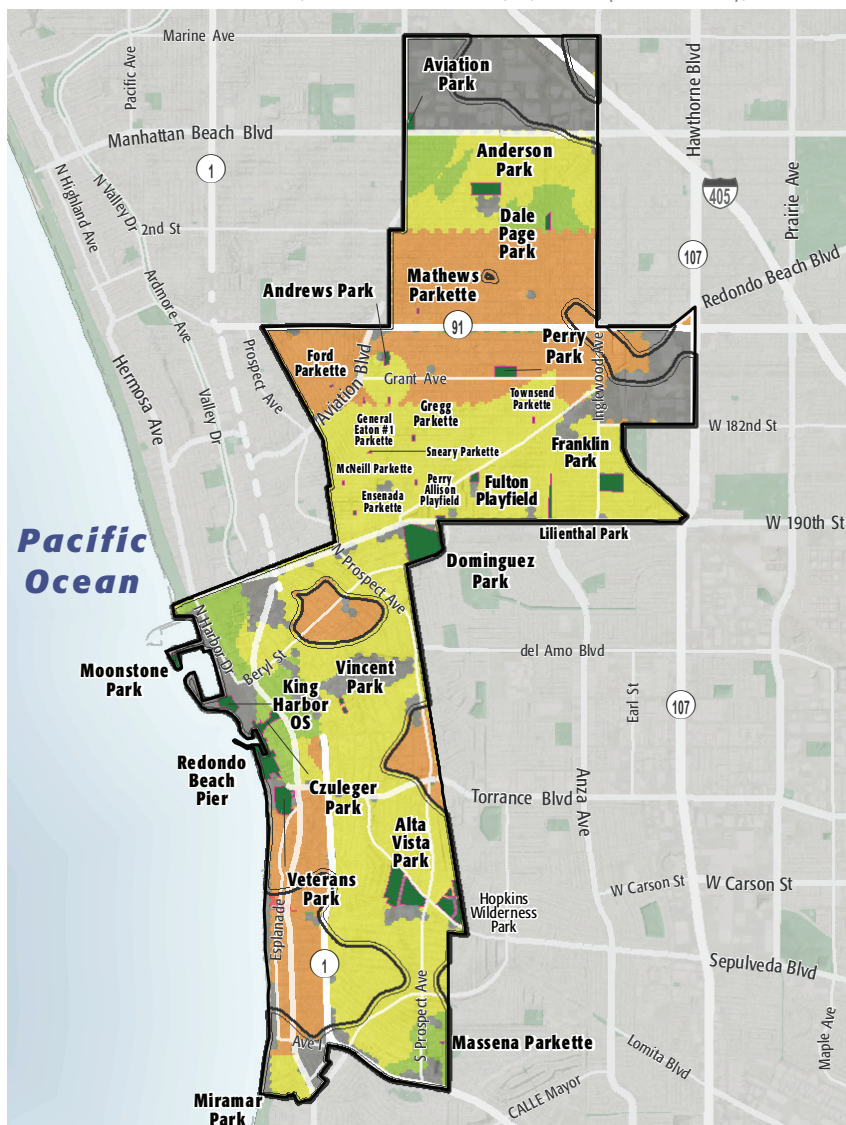 Marine Ave
Pacific Ave
Aviation
Park
Hawthorne Blvd
Manhattan Beach Blvd
1
Anderson
Park
405
Prairie Ave
N Highland Ave
N Valley Dr
2nd St
Dale
Page
Park
107
Redondo Beach Blvd
Mathews
Parkette
Andrews Park
Ardmore Ave
91
Perry
Park
Prospect Ave
Ford
Parkette
Aviation Blvd
Grant Ave
Inglewood Ave
Hermosa Ave
Valley Dr
Townsend
Parkette
General
Eaton #1
Parkette
Gregg
Parkette
W 182nd St
Franklin
Park
Sneary Parkette
McNeill Parkette
Perry
Allison
Playfield
Fulton
Playfield
Ensenada
Parkette
Lilienthal Park
W 190th St
Pacific
Ocean
N Prospect Ave
Dominguez
Park
N Harbor Dr
Beryl St
del Amo Blvd
Moonstone
Park
Vincent
Park
King
Harbor
OS
Earl St
107
Redondo
Beach
Pier
Czuleger
Park
Torrance Blvd
Anza Ave
Alta
Vista
Park
Veterans
Park
W Carson St
W Carson St
Hopkins
Wilderness
Park
Esplanade
1
Sepulveda Blvd
S Prospect Ave
Ave I
Massena Parkette
Maple Ave
Lomita Blvd
CALLE Mayor
Miramar
Park